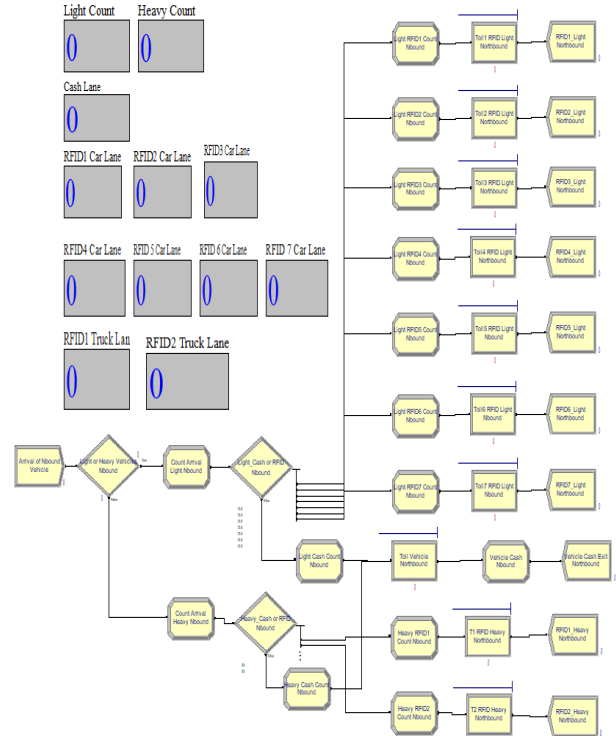 Light Count
Heavy Count
0
0
Cash Lane
0
RFID1 Car Lane
RFID2 Car Lane
RFID3 Car Lane
0
0
0
RFID4 Car Lane
RFID 5 Car Lane
RFID 6 Car Lane
RFID 7 Car Lane
0
0
0
0
RFID1 Truck Lan
RFID2 Truck Lane
0
0
Light RFID1 Count
Nbound
Toll1 RFID Light
Northbound
RFID1_Light
Northbound
Light RFID2 Count
Nbound
Toll2 RFID Light
Northbound
RFID2_Light
Northbound
Light RFID3 Count
Nbound
Toll3 RFID Light
Northbound
RFID3_Light
Northbound
Light RFID4 Count
Nbound
Toll4 RFID Light
Northbound
RFID4_Light
Northbound
Light RFID5 Count
Nbound
Toll5 RFID Light
Northbound
RFID5_Light
Northbound
Light RFID6 Count
Nbound
Toll6 RFID Light
Northbound
RFID6_Light
Northbound
Light RFID7 Count
Nbound
Toll7 RFID Light
Northbound
RFID7_Light
Northbound
Arrival of Nbound
Vehicle
Light or Heavy Vehicles
Nbound
Count Arrival
Light Nbound
Light_Cash or RFID
Nbound
Light Cash Count
Nbound
Toll Vehicle
Northbound
Vehicle Cash
Nbound
Vehicle Cash Exit
Northbound
Count Arrival
Heavy Nbound
Heavy_Cash or RFID
Nbound
Heavy Cash Count
Nbound
Heavy RFID1
Count Nbound
T1 RFID Heavy
Northbound
RFID1_Heavy
Northbound
Heavy RFID2
Count Nbound
T2 RFID Heavy
Northbound
RFID2_Heavy
Northbound